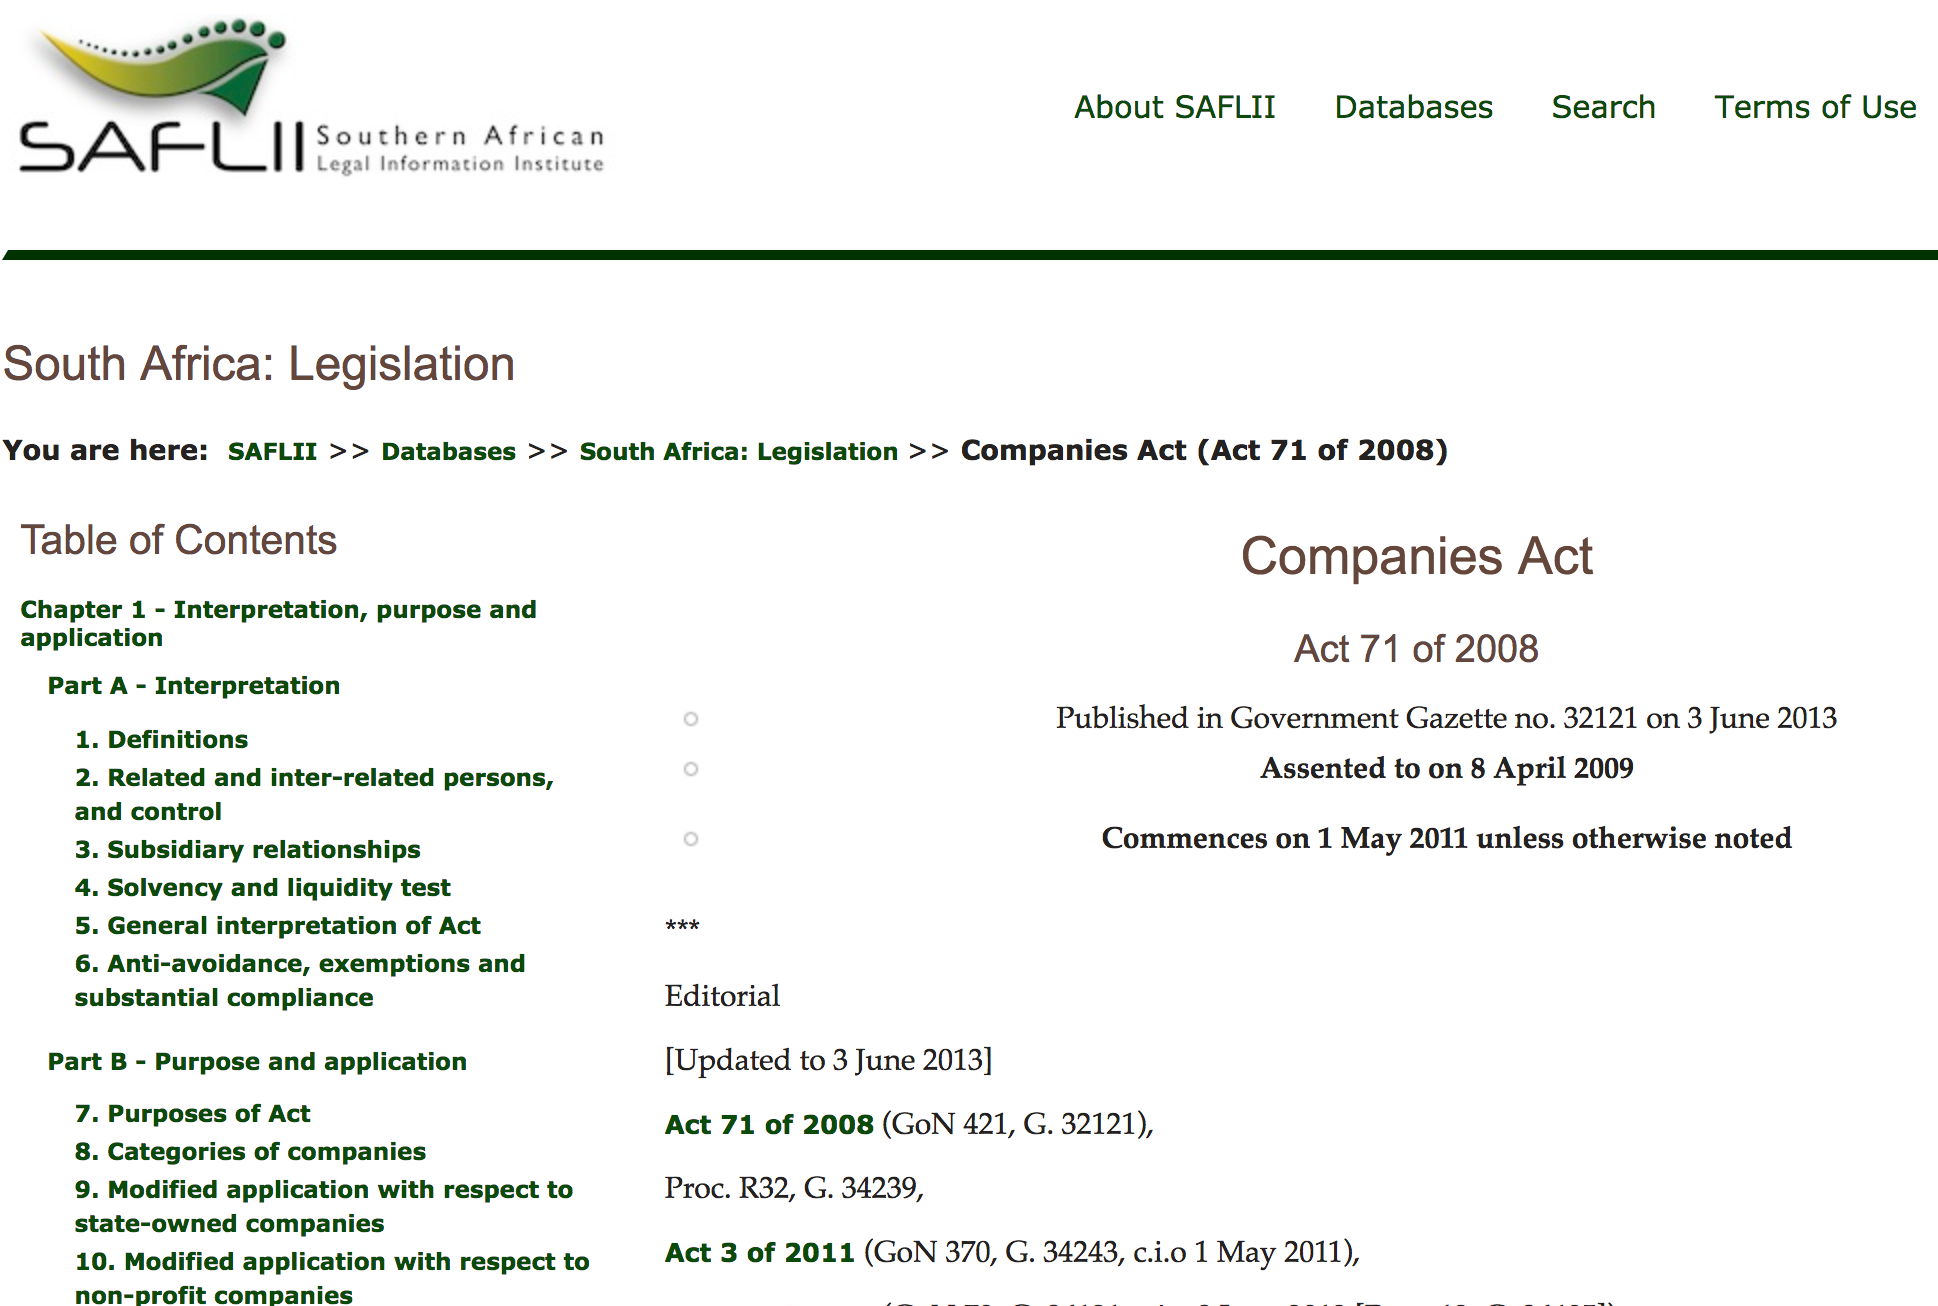 SAFLII Southern African
Legal Information Institute
About SAFLII Databases Search Terms of Use
South Africa: Legislation
You are here: SAFLII >> Databases >> South Africa: Legislation >> Companies Act (Act 71 of 2008)
Table of Contents
Chapter 1 - Interpretation, purpose and
application
Part A - Interpretation
1. Definitions
2. Related and inter-related persons,
and control
3. Subsidiary relationships
4. Solvency and liquidity test
5. General interpretation of Act
6. Anti-avoidance, exemptions and
substantial compliance
Part B - Purpose and application
7. Purposes of Act
8. Categories of companies
9. Modified application with respect to
state-owned companies
10. Modified application with respect to
non-profit companies
Companies Act
Act 71 of 2008
Published in Government Gazette no. 32121 on 3 June 2013
Assented to on 8 April 2009
Commences on 1 May 2011 unless otherwise noted
***
Editorial
[Updated to 3 June 2013]
Act 71 of 2008 (GoN 421, G. 32121),
Proc. R32, G. 34239,
Act 3 of 2011 (GoN 370, G. 34243, c.i.o 1 May 2011),